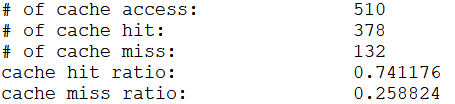 # of cache access: 510
# of cache hit: 378
# of cache miss: 132
cache hit ratio: 0.741176
cache miss ratio: 0.258824